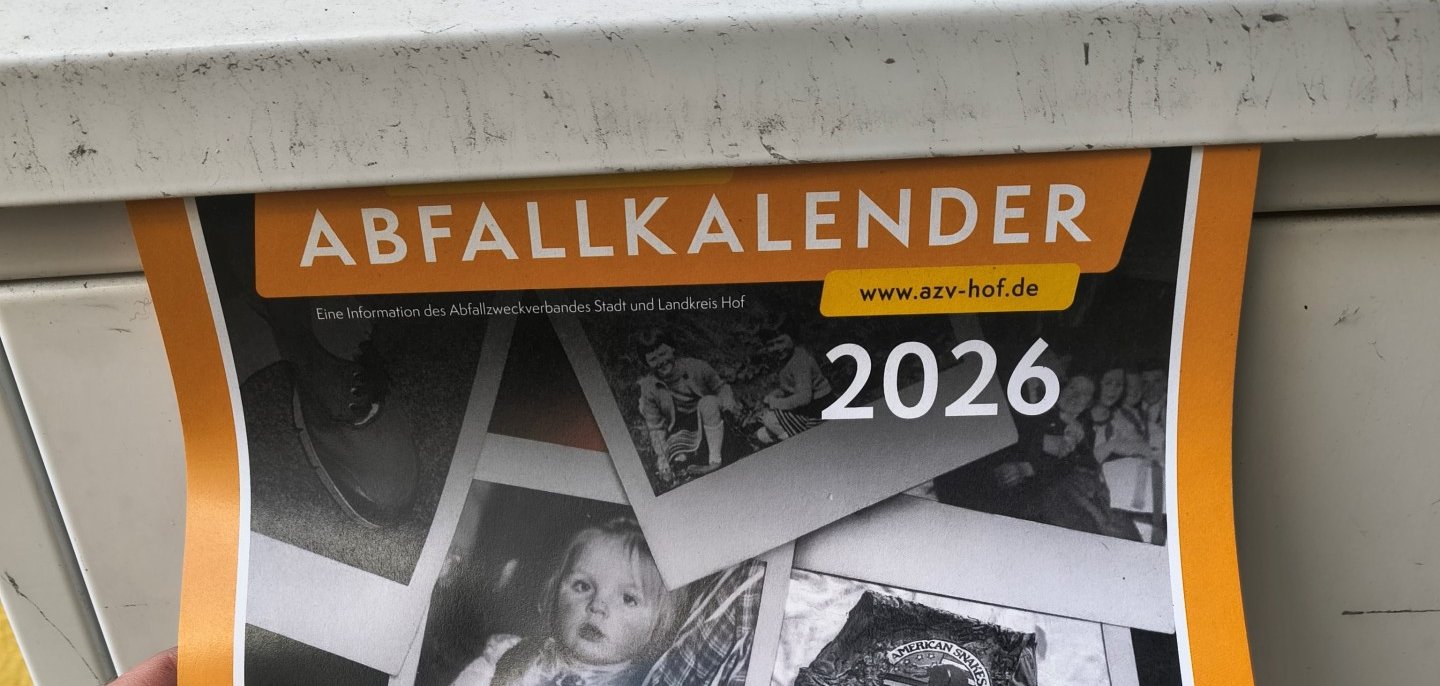 ABFALLKALENDER
www.azv-hof.de
Eine Information des Abfallzweckverbandes Stadt und Landkreis Hof
2026
AMERICAN SNAKES